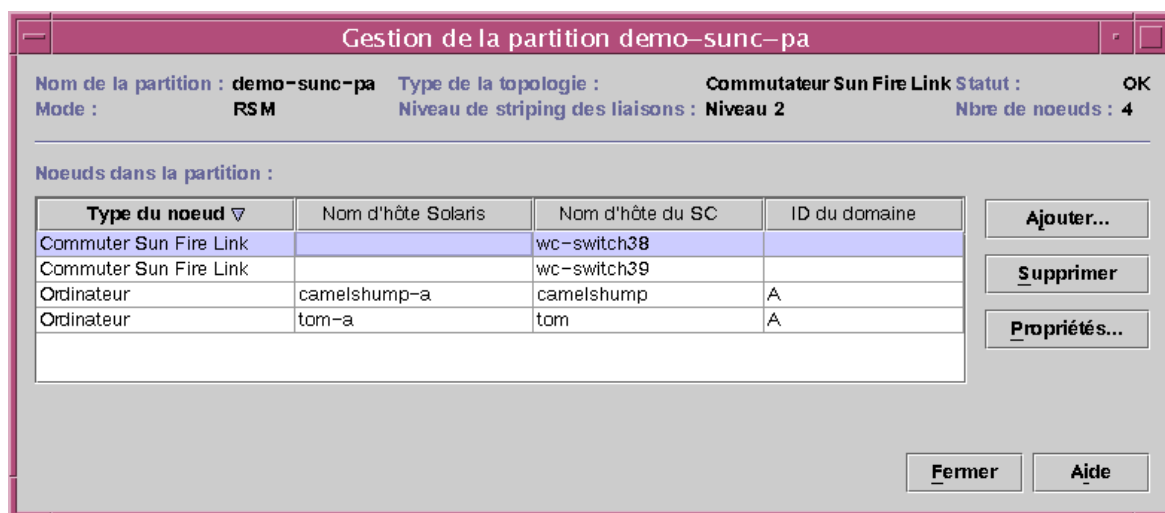 Gestion de la partition demo-sunc-pa
Nom de la partition : demo-sunc-pa Type de la topologie : Commutateur Sun Fire Link Statut : OK
Mode : RSM Niveau de striping des liaisons : Niveau 2 Nbre de noeuds : 4
Noeuds dans la partition :
Type du noeud Nom d'hôte Solaris Nom d'hôte du SC ID du domaine
Commuter Sun Fire Link wc-switch38
Commuter Sun Fire Link wc-switch39
Ordinateur camelshump-a camelshump A
Ordinateur tom-a tom A
Ajouter...
Supprimer
Propriétés...
Fermer Aide